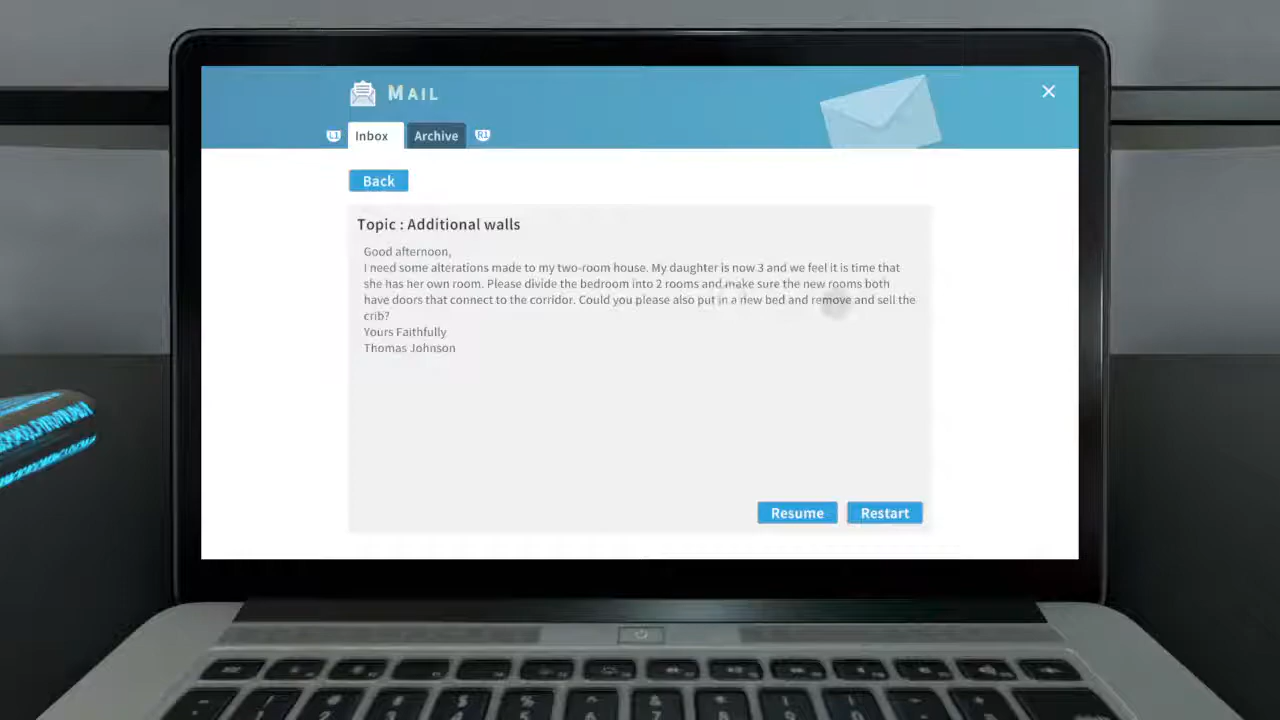 MAIL
L1 Inbox Archive R1
Back
Topic : Additional walls
Good afternoon,
I need some alterations made to my two-room house. My daughter is now 3 and we feel it is time that
she has her own room. Please divide the bedroom into 2 rooms and make sure the new rooms both
have doors that connect to the corridor. Could you please also put in a new bed and remove and sell the
crib?
Yours Faithfully
Thomas Johnson
Resume Restart